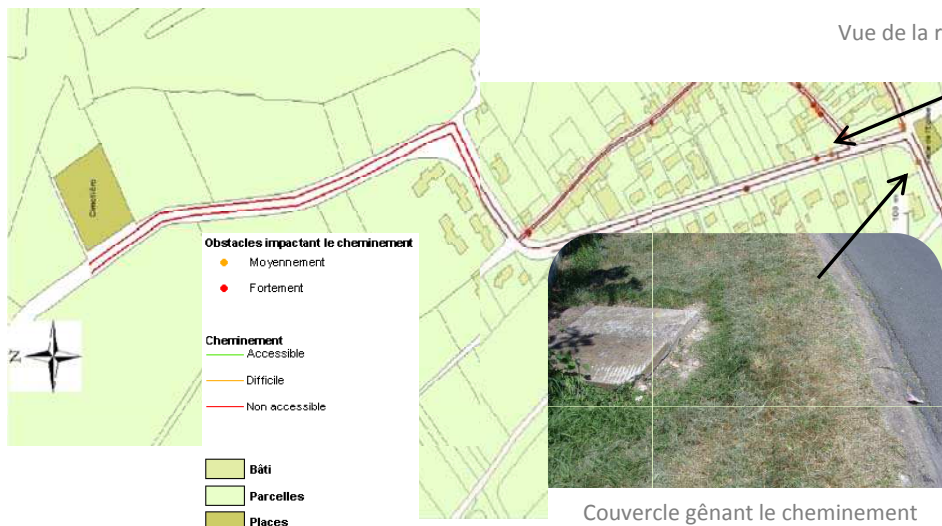 Vue de la r
Cimetière
Obstacles impactant le cheminement
Moyennement
Fortement
Cheminement
Accessible
Difficile
Non accessible
Bâti
Parcelles
Places
Z
Couvercle gênant le cheminement